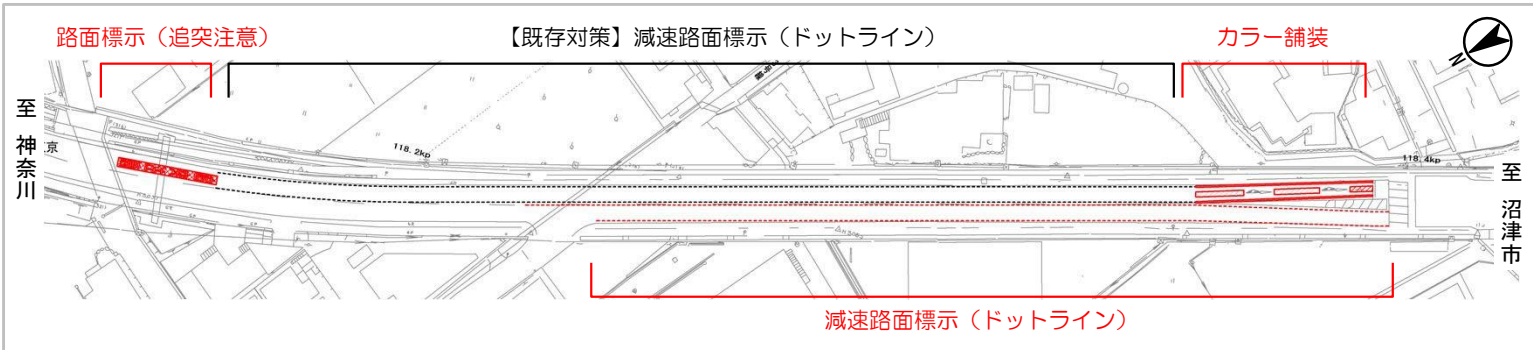 路面標示（追突注意）
【既存対策】減速路面標示（ドットライン）
カラー舗装
N
至 神奈川
京
118.2kp
118.4kp
至 沼津市
減速路面標示（ドットライン）